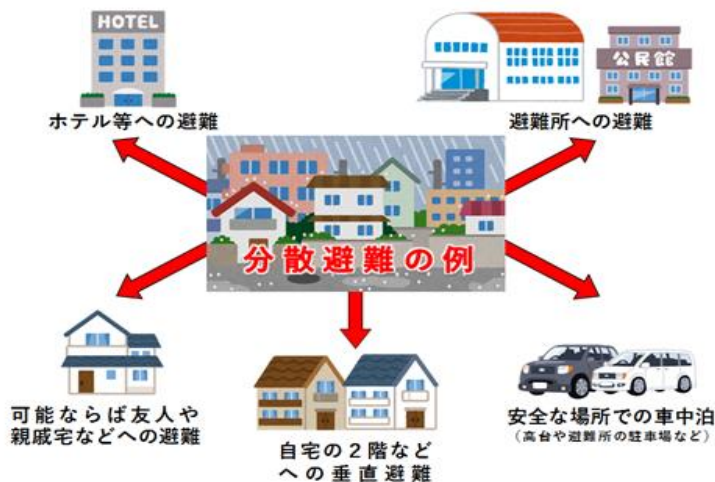 HOTEL
ホテル等への避難
公民館
避難所への避難
分散避難の例
可能ならば友人や
親戚宅などへの避難
自宅の２階など
への垂直避難
安全な場所での車中泊
（高台や避難所の駐車場など）